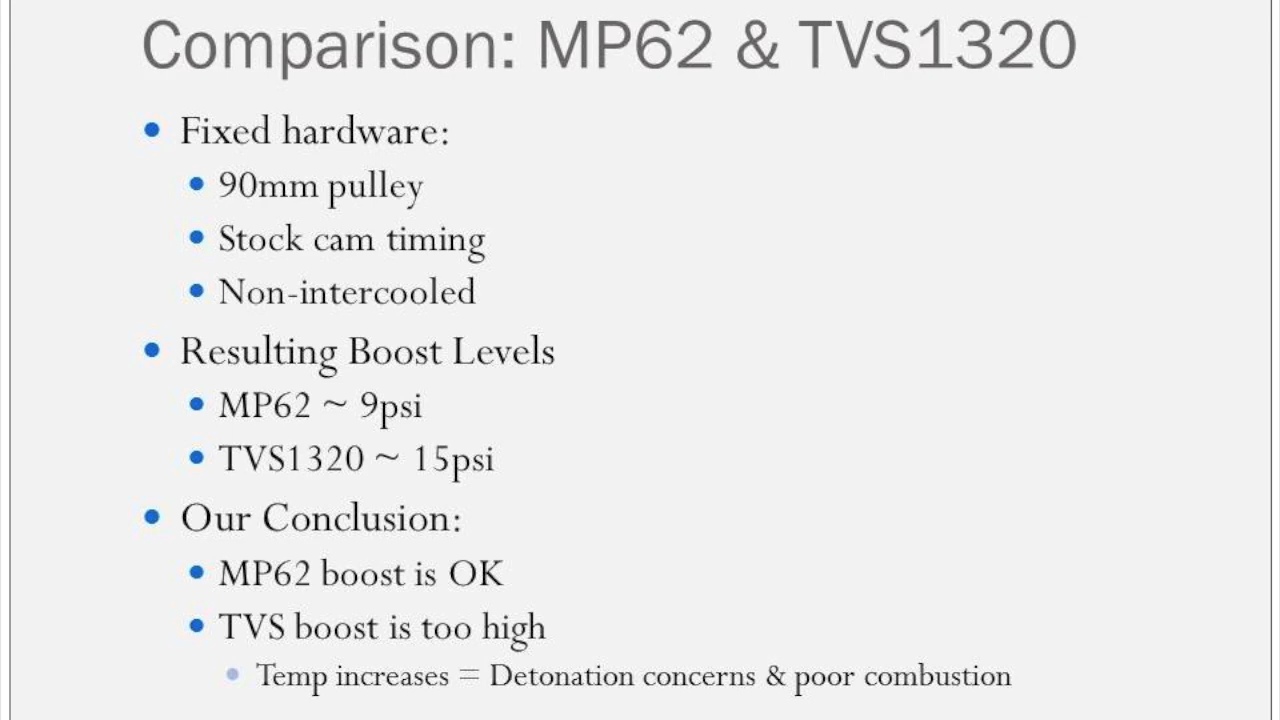 Comparison: MP62 & TVS1320
• Fixed hardware:
• 90mm pulley
• Stock cam timing
• Non-intercooled
• Resulting Boost Levels
• MP62 ~ 9psi
• TVS1320 ~ 15psi
• Our Conclusion:
• MP62 boost is OK
• TVS boost is too high
• Temp increases = Detonation concerns & poor combustion